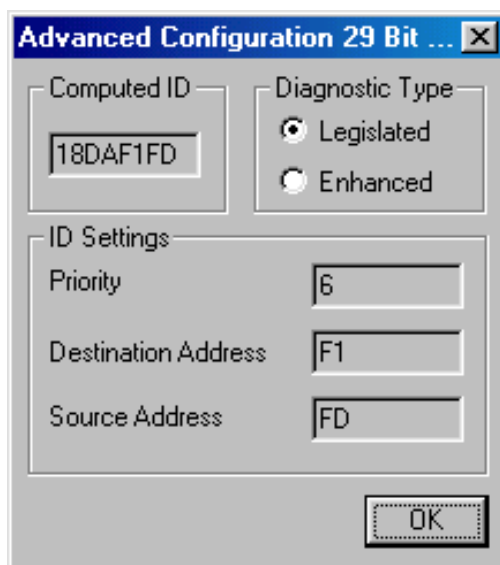 Advanced Configuration 29 Bit ...
Computed ID
18DAF1FD
Diagnostic Type
Legislated
Enhanced
ID Settings
Priority
6
Destination Address
F1
Source Address
FD
OK